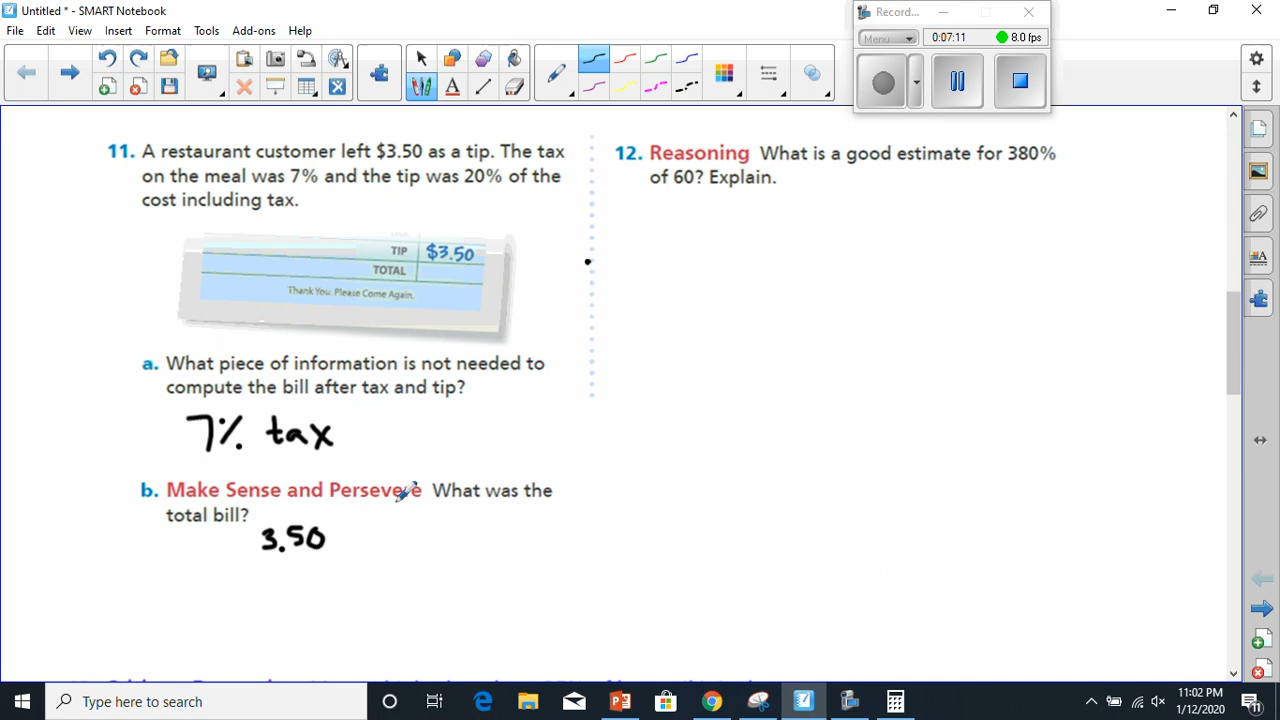 Untitled * - SMART Notebook
File Edit View Insert Format Tools Add-ons Help
Record...
Menu 0:07:11 8.0 fps
11. A restaurant customer left $3.50 as a tip. The tax
on the meal was 7% and the tip was 20% of the
cost including tax.
TIP $3.50
TOTAL
Thank You. Please Come Again.
a. What piece of information is not needed to
compute the bill after tax and tip?
7% tax
b. Make Sense and Persevere What was the
total bill?
3.50
12. Reasoning What is a good estimate for 380%
of 60? Explain.
Type here to search
11:02 PM
1/12/2020
11